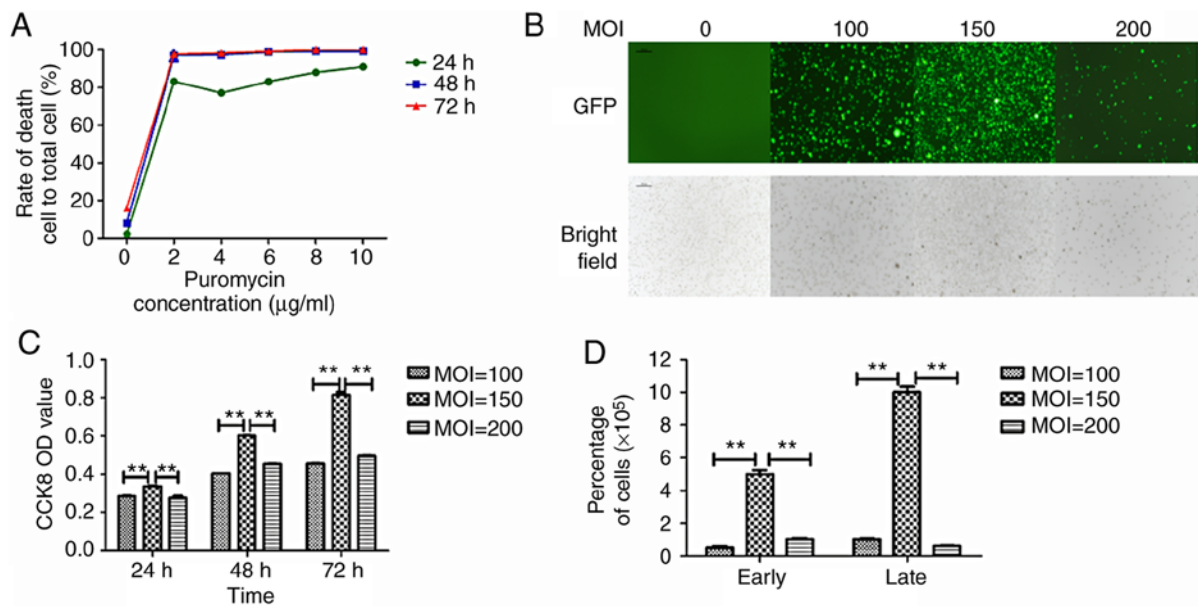 A
100
80
60
40
20
0
Rate of death
cell to total cell (%)
0 2 4 6 8 10
Puromycin
concentration (μg/ml)
24 h
48 h
72 h
B
MOI 0 100 150 200
GFP
Bright
field
C
1.0
0.8
0.6
0.4
0.2
0.0
CCK8 OD value
** **
** **
** **
24 h 48 h 72 h
Time
MOI=100
MOI=150
MOI=200
D
12
10
8
6
4
2
0
Percentage
of cells (×10⁵)
** **
** **
Early Late
MOI=100
MOI=150
MOI=200